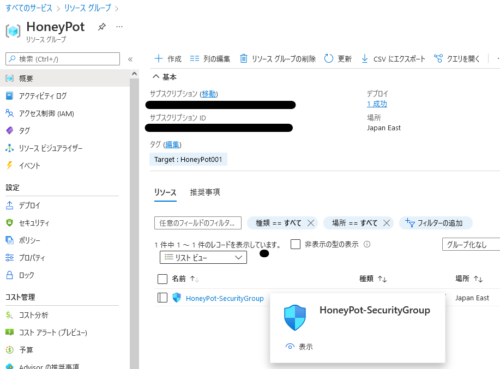 すべてのサービス > リソース グループ >
HoneyPot
リソース グループ
検索 (Ctrl+/)
概要
アクティビティ ログ
アクセス制御 (IAM)
タグ
リソース ビジュアライザー
イベント
設定
デプロイ
セキュリティ
ポリシー
プロパティ
ロック
コスト管理
コスト分析
コスト アラート (プレビュー)
予算
Advisor の推奨事項
作成 列の編集 リソース グループの削除 更新 CSV にエクスポート クエリを開く
基本
サブスクリプション (移動)
サブスクリプション ID
デプロイ
1 成功
場所
Japan East
タグ (編集)
Target : HoneyPot001
リソース 推奨事項
任意のフィールドのフィルタ... 種類 == すべて 場所 == すべて フィルターの追加
1 件中 1 ~ 1 件のレコードを表示しています。 非表示の型の表示 グループ化なし
リスト ビュー
名前 ↑↓ 種類 ↑↓ 場所 ↑↓
HoneyPot-SecurityGroup Japan East
HoneyPot-SecurityGroup
表示